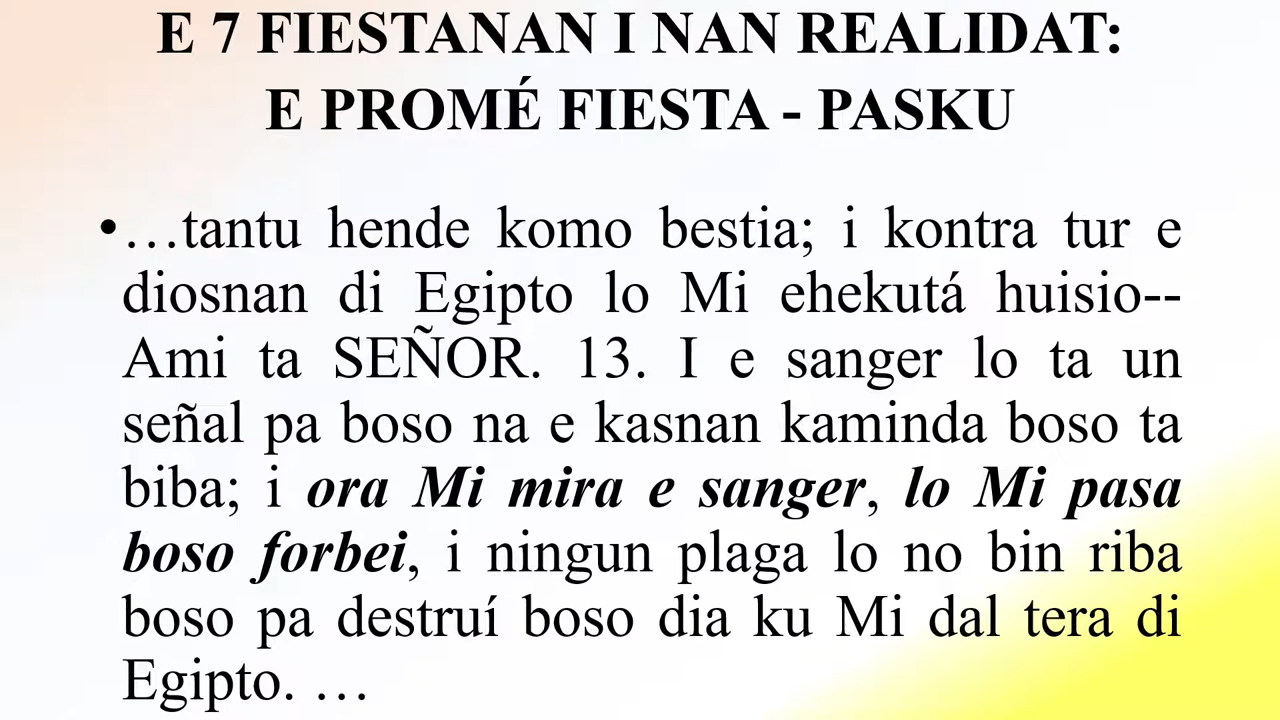 E 7 FIESTANAN I NAN REALIDAT:
E PROMÉ FIESTA - PASKU
•…tantu hende komo bestia; i kontra tur e
diosnan di Egipto lo Mi ehekutá huisio--
Ami ta SEÑOR. 13. I e sanger lo ta un
señal pa boso na e kasnan kaminda boso ta
biba; i ora Mi mira e sanger, lo Mi pasa
boso forbei, i ningun plaga lo no bin riba
boso pa destruí boso dia ku Mi dal tera di
Egipto. …